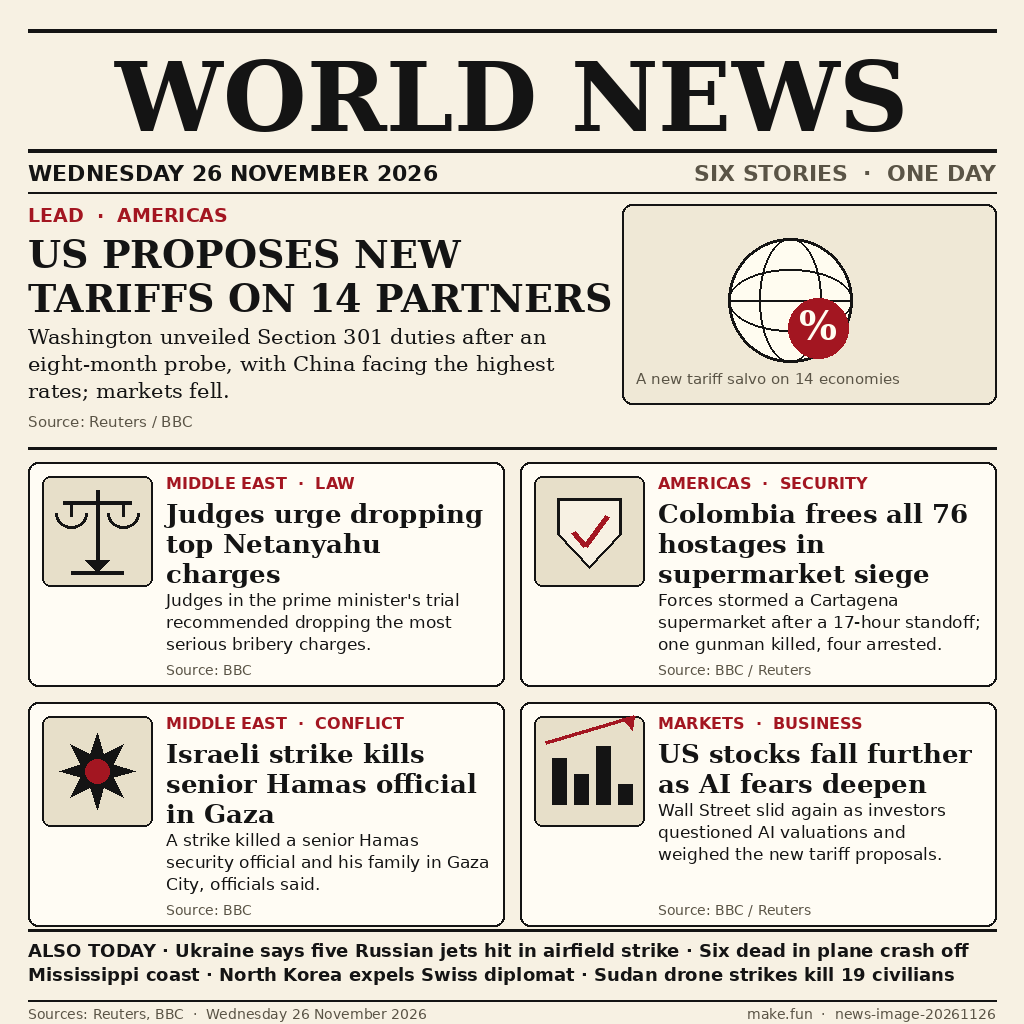 WORLD NEWS
WEDNESDAY 26 NOVEMBER 2026
SIX STORIES · ONE DAY
LEAD · AMERICAS
US PROPOSES NEW
TARIFFS ON 14 PARTNERS
Washington unveiled Section 301 duties after an
eight-month probe, with China facing the highest
rates; markets fell.
Source: Reuters / BBC
%
A new tariff salvo on 14 economies
MIDDLE EAST · LAW
Judges urge dropping
top Netanyahu
charges
Judges in the prime minister's trial
recommended dropping the most
serious bribery charges.
Source: BBC
AMERICAS · SECURITY
Colombia frees all 76
hostages in
supermarket siege
Forces stormed a Cartagena
supermarket after a 17-hour standoff;
one gunman killed, four arrested.
Source: BBC / Reuters
MIDDLE EAST · CONFLICT
Israeli strike kills
senior Hamas official
in Gaza
A strike killed a senior Hamas
security official and his family in Gaza
City, officials said.
Source: BBC
MARKETS · BUSINESS
US stocks fall further
as AI fears deepen
Wall Street slid again as investors
questioned AI valuations and
weighed the new tariff proposals.
Source: BBC / Reuters
ALSO TODAY · Ukraine says five Russian jets hit in airfield strike · Six dead in plane crash off
Mississippi coast · North Korea expels Swiss diplomat · Sudan drone strikes kill 19 civilians
Sources: Reuters, BBC · Wednesday 26 November 2026
make.fun · news-image-20261126